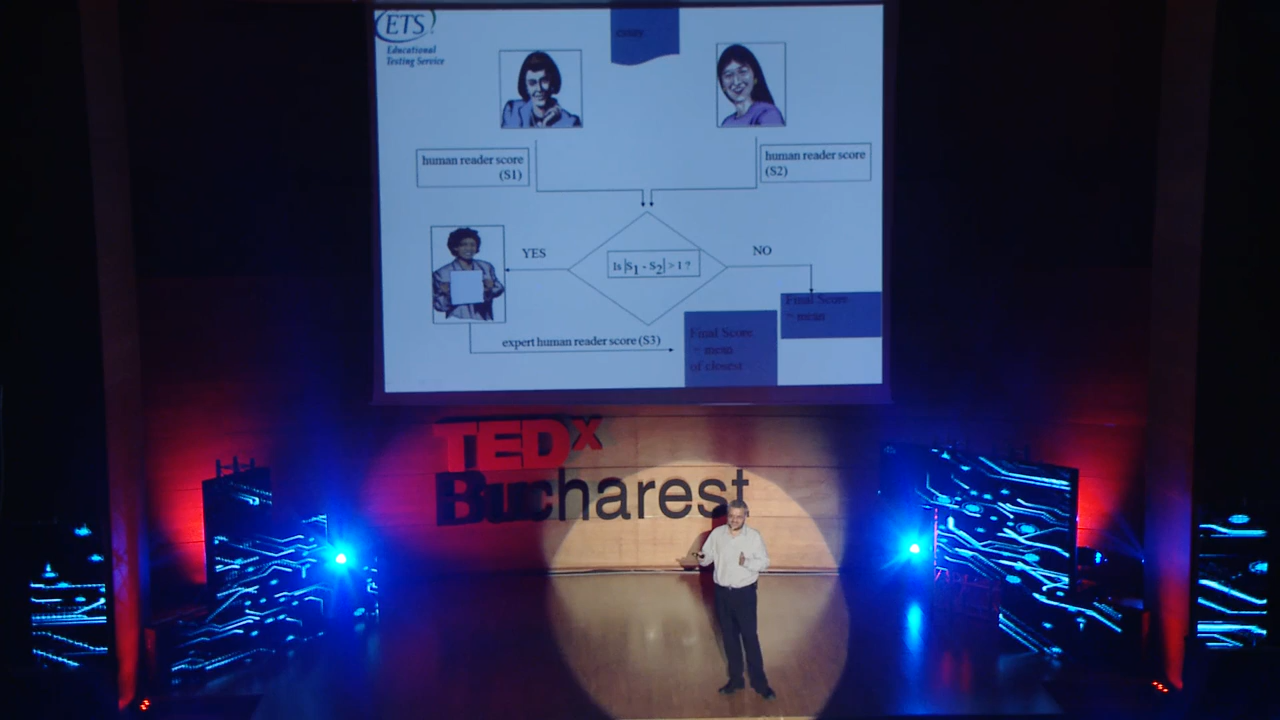 ETS
Educational
Testing Service
essay
human reader score
(S1)
human reader score
(S2)
YES
Is |S1 - S2| > 1 ?
NO
Final Score
~ mean
expert human reader score (S3)
Final Score
~ mean
of closest
TEDx
Bucharest